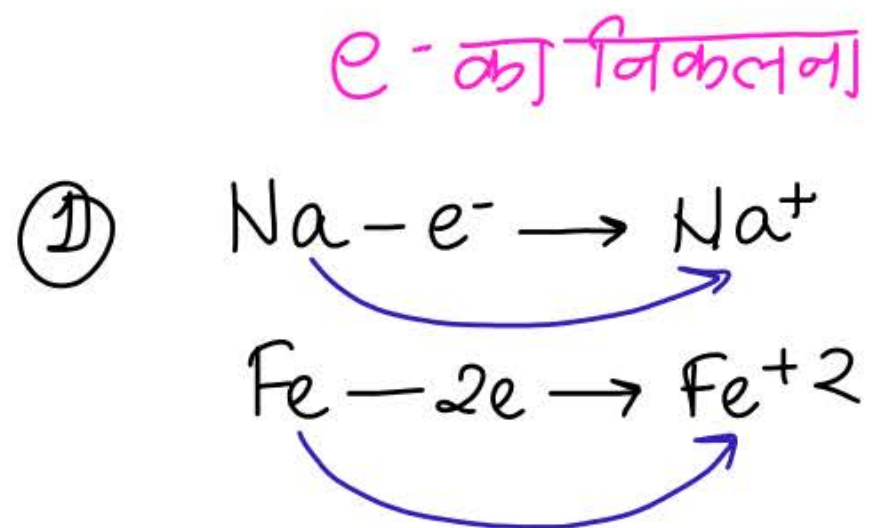 e- का निकलना
① Na - e⁻ → Na⁺
Fe - 2e → Fe⁺²